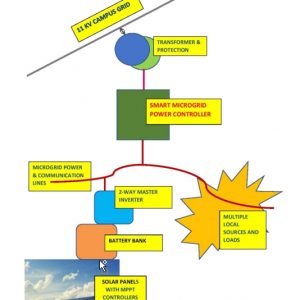 11 KV CAMPUS GRID
TRANSFORMER &
PROTECTION
SMART MICROGRID
POWER CONTROLLER
MICROGRID POWER
& COMMUNICATION
LINES
2-WAY MASTER
INVERTER
MULTIPLE
LOCAL
SOURCES AND
LOADS
BATTERY BANK
SOLAR PANELS
WITH MPPT
CONTROLLERS